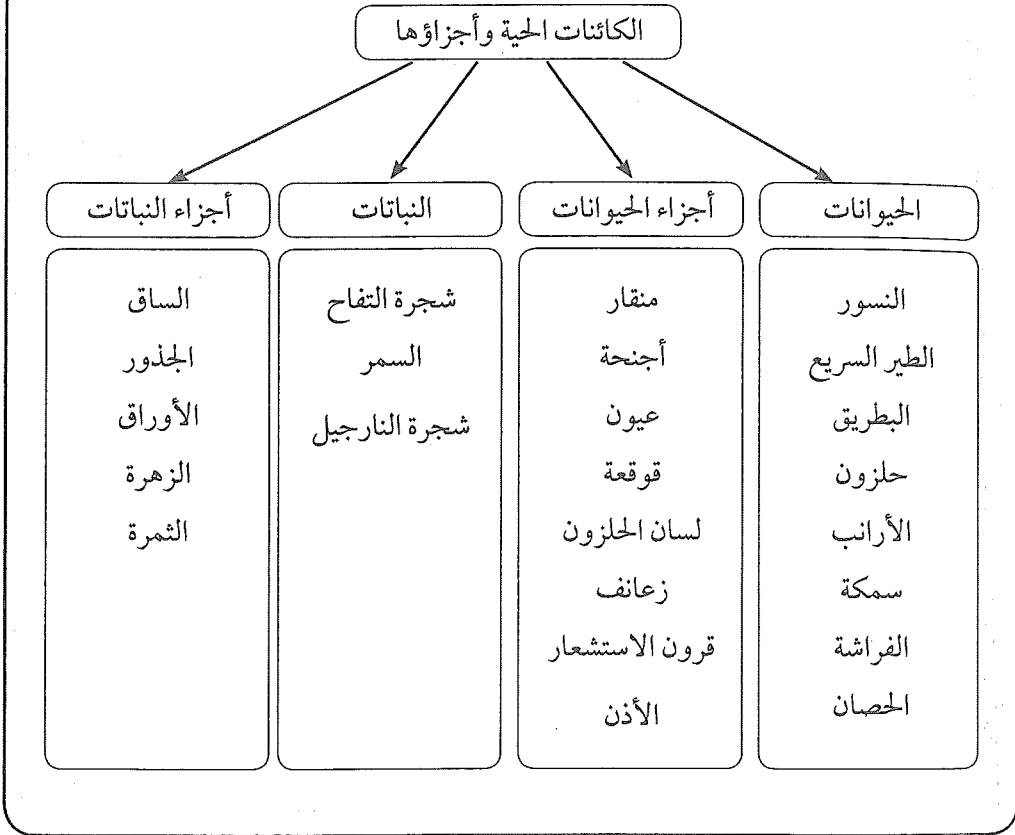 الكائنات الحية وأجزاؤها
الحيوانات
النسور
الطير السريع
البطريق
حلزون
الأرانب
سمكة
الفراشة
الحصان
أجزاء الحيوانات
منقار
أجنحة
عيون
قوقعة
لسان الحلزون
زعانف
قرون الاستشعار
الأذن
النباتات
شجرة التفاح
السمر
شجرة النارجيل
أجزاء النباتات
الساق
الجذور
الأوراق
الزهرة
الثمرة